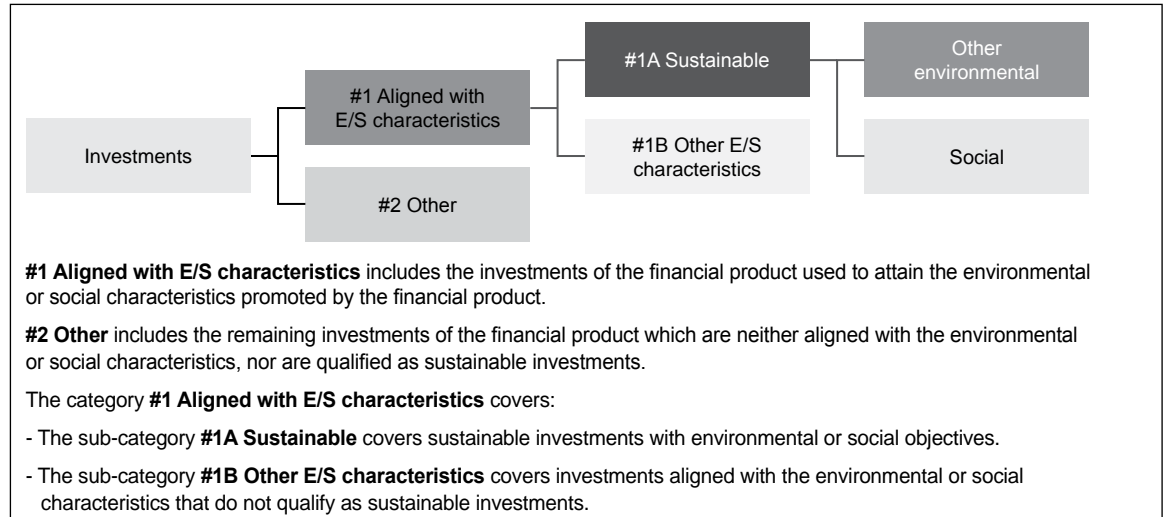 Investments
#1 Aligned with
E/S characteristics
#2 Other
#1A Sustainable
#1B Other E/S
characteristics
Other
environmental
Social
#1 Aligned with E/S characteristics includes the investments of the financial product used to attain the environmental
or social characteristics promoted by the financial product.
#2 Other includes the remaining investments of the financial product which are neither aligned with the environmental
or social characteristics, nor are qualified as sustainable investments.
The category #1 Aligned with E/S characteristics covers:
- The sub-category #1A Sustainable covers sustainable investments with environmental or social objectives.
- The sub-category #1B Other E/S characteristics covers investments aligned with the environmental or social
characteristics that do not qualify as sustainable investments.